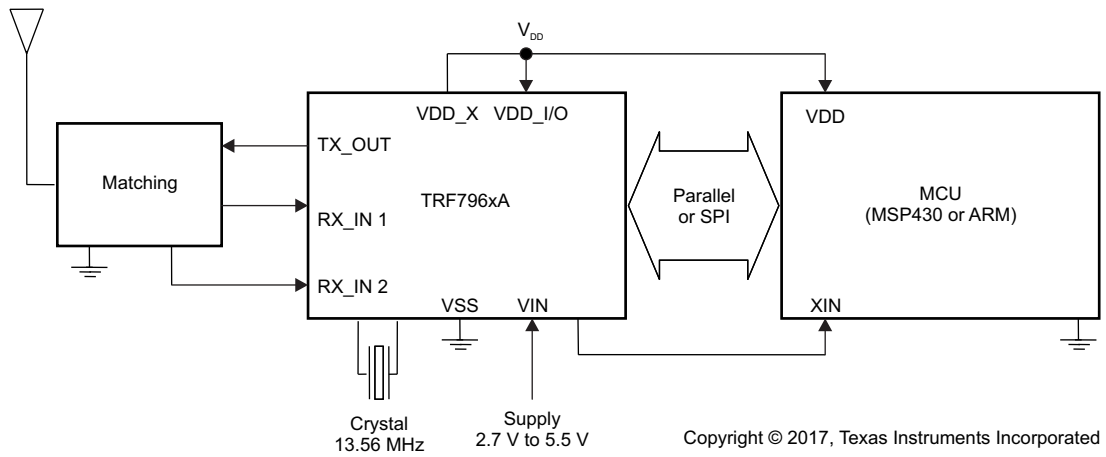 V_DD
VDD_X VDD_I/O
VDD
TX_OUT
Matching
Parallel
or SPI
TRF796xA
MCU
(MSP430 or ARM)
RX_IN 1
RX_IN 2
VSS
VIN
XIN
Crystal
13.56 MHz
Supply
2.7 V to 5.5 V
Copyright © 2017, Texas Instruments Incorporated